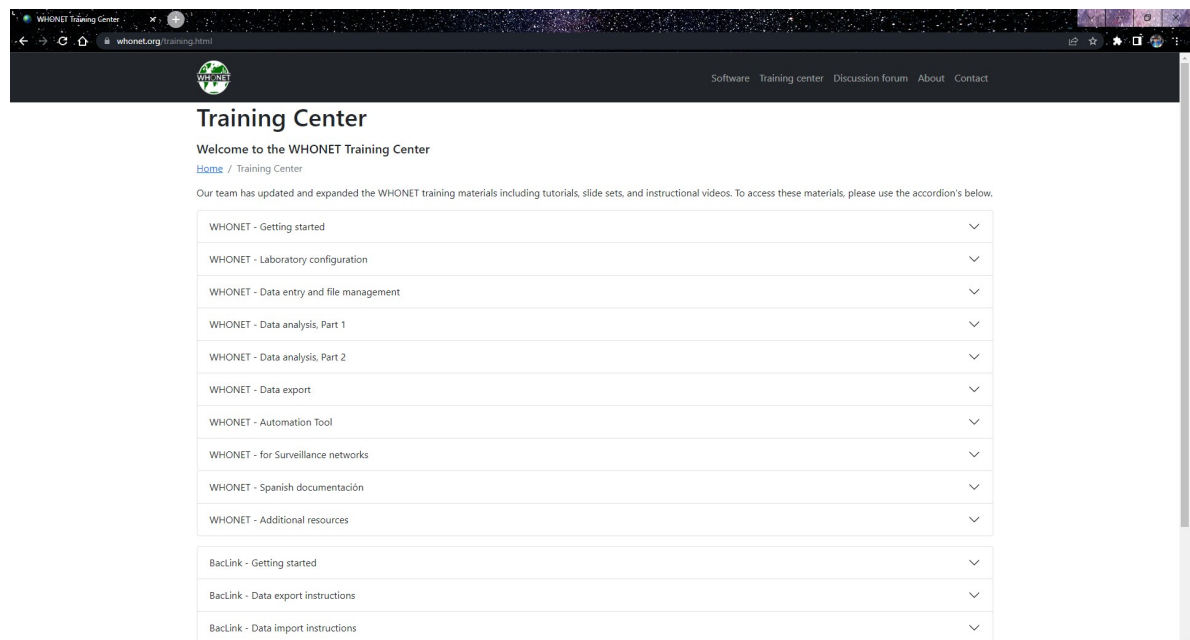 WHONET Training Center
whonet.org/training.html
WHONET
Software Training center Discussion forum About Contact
Training Center
Welcome to the WHONET Training Center
Home / Training Center
Our team has updated and expanded the WHONET training materials including tutorials, slide sets, and instructional videos. To access these materials, please use the accordion's below.
WHONET - Getting started
WHONET - Laboratory configuration
WHONET - Data entry and file management
WHONET - Data analysis, Part 1
WHONET - Data analysis, Part 2
WHONET - Data export
WHONET - Automation Tool
WHONET - for Surveillance networks
WHONET - Spanish documentación
WHONET - Additional resources
BacLink - Getting started
BacLink - Data export instructions
BacLink - Data import instructions